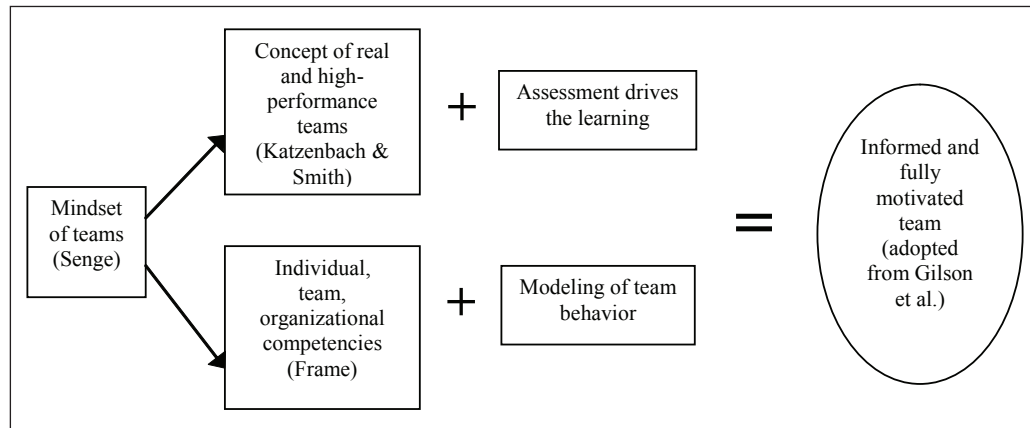 Concept of real
and high-
performance
teams
(Katzenbach &
Smith)
+
Assessment drives
the learning
Mindset
of teams
(Senge)
Individual,
team,
organizational
competencies
(Frame)
+
Modeling of team
behavior
=
Informed and
fully
motivated
team
(adopted
from Gilson
et al.)